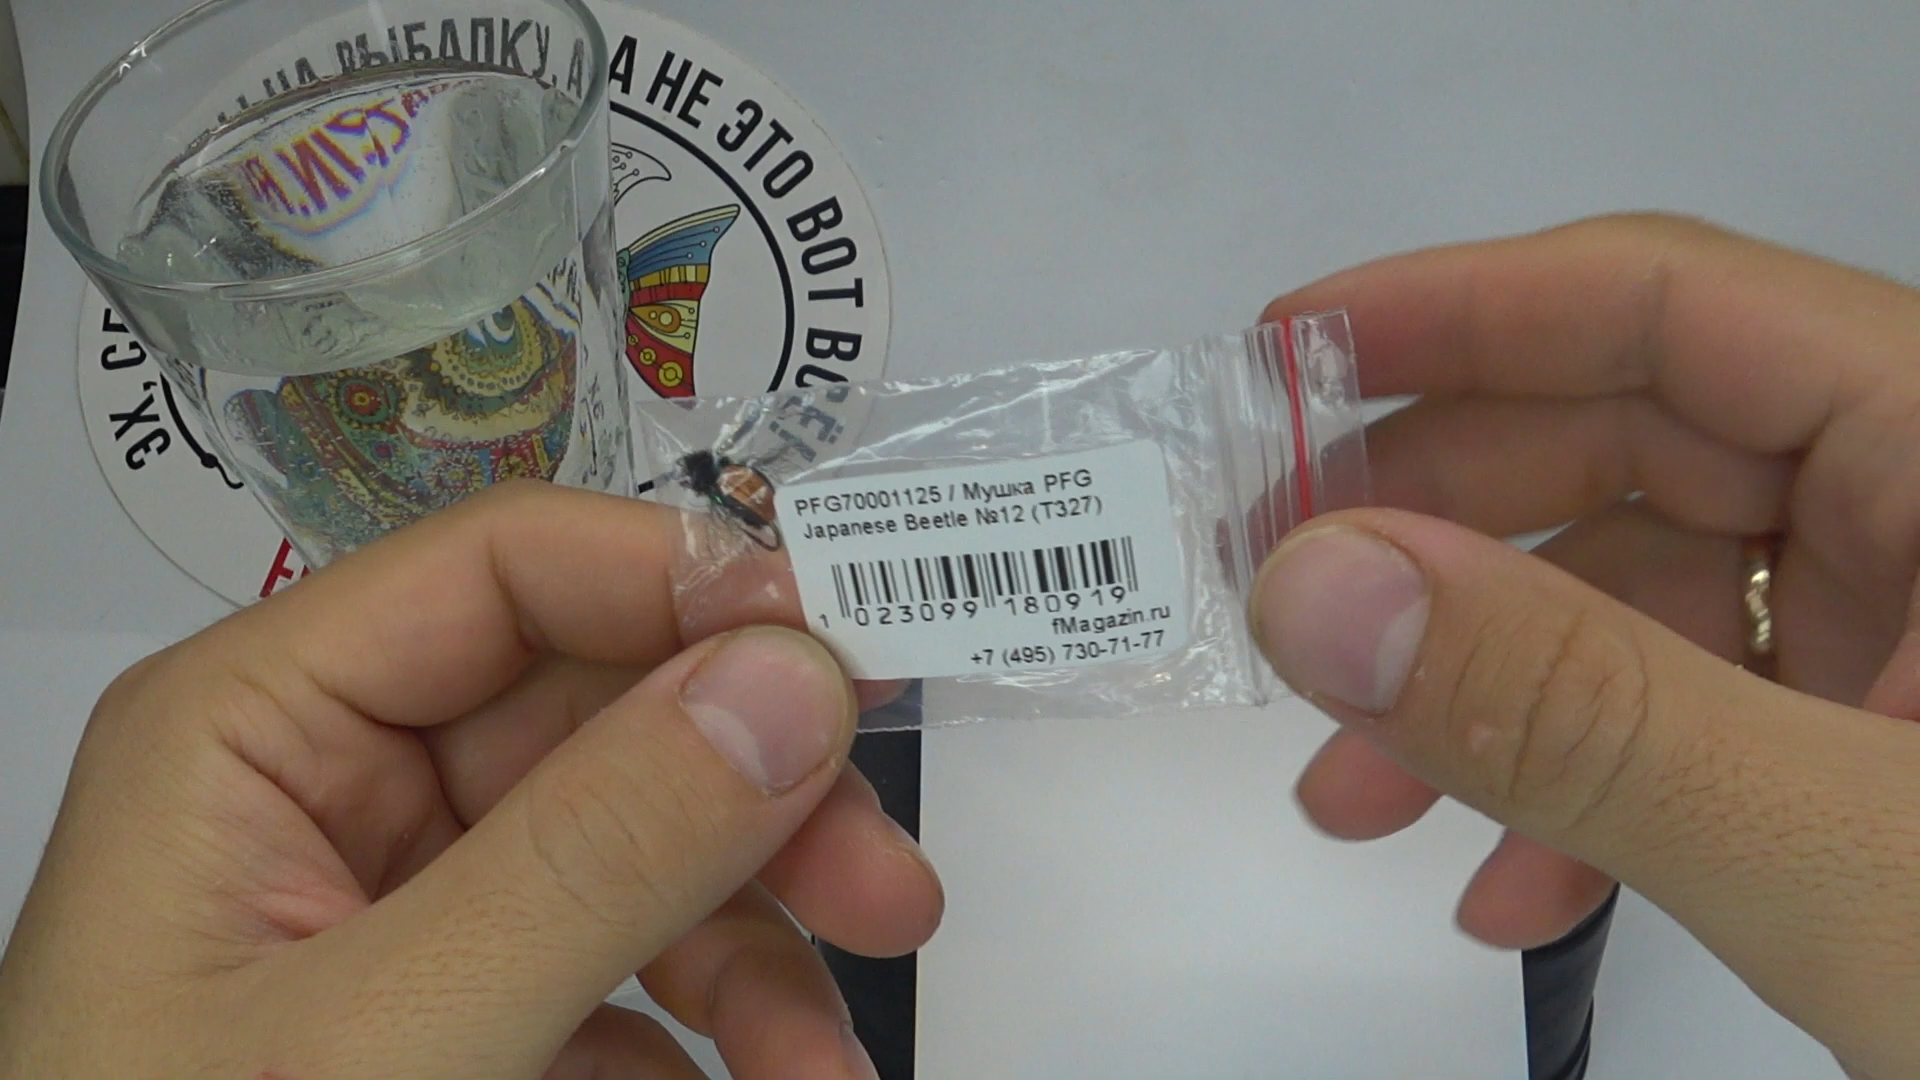 НА РЫБАЛКУ, А
А НЕ ЭТО ВОТ ВСЁ
ЭХ, СЕ
PFG70001125 / Мушка PFG
Japanese Beetle №12 (T327)
1 023099 180919
fMagazin.ru
+7 (495) 730-71-77